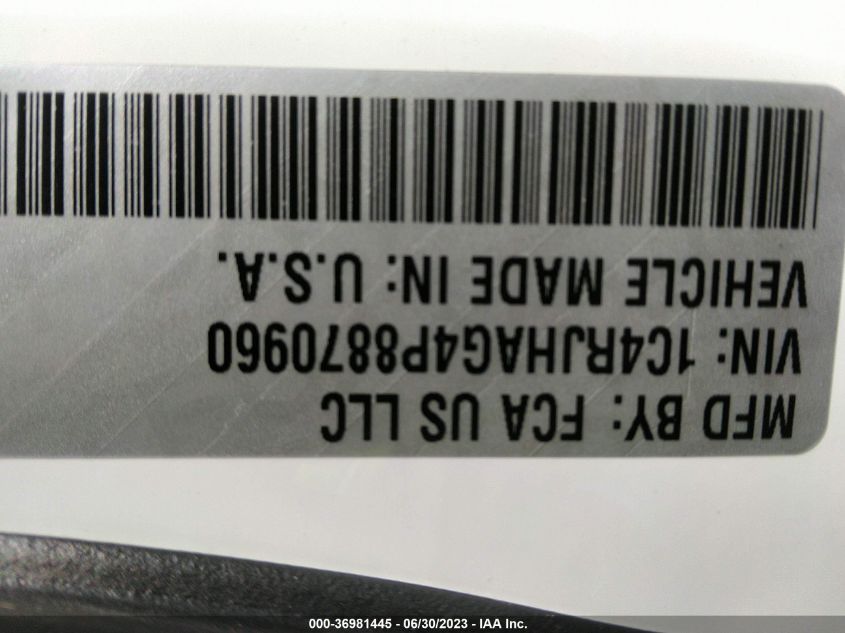 MFD BY: FCA US LLC
VIN: 1C4RJHAG4P8870960
VEHICLE MADE IN: U.S.A.
000-36981445 - 06/30/2023 - IAA Inc.